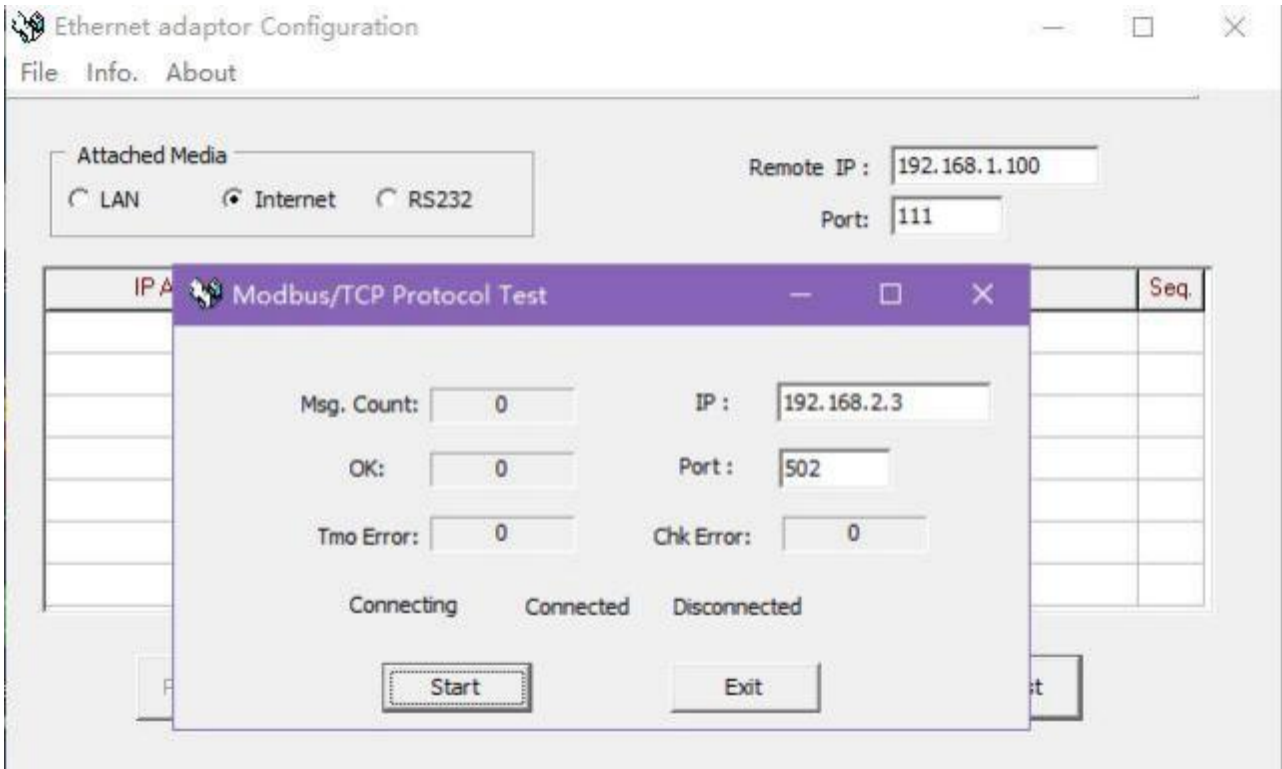 Ethernet adaptor Configuration
File Info. About
Attached Media
LAN Internet RS232
Remote IP : 192.168.1.100
Port: 111
Seq.
Modbus/TCP Protocol Test
Msg. Count: 0 IP : 192.168.2.3
OK: 0 Port : 502
Tmo Error: 0 Chk Error: 0
Connecting Connected Disconnected
Start Exit